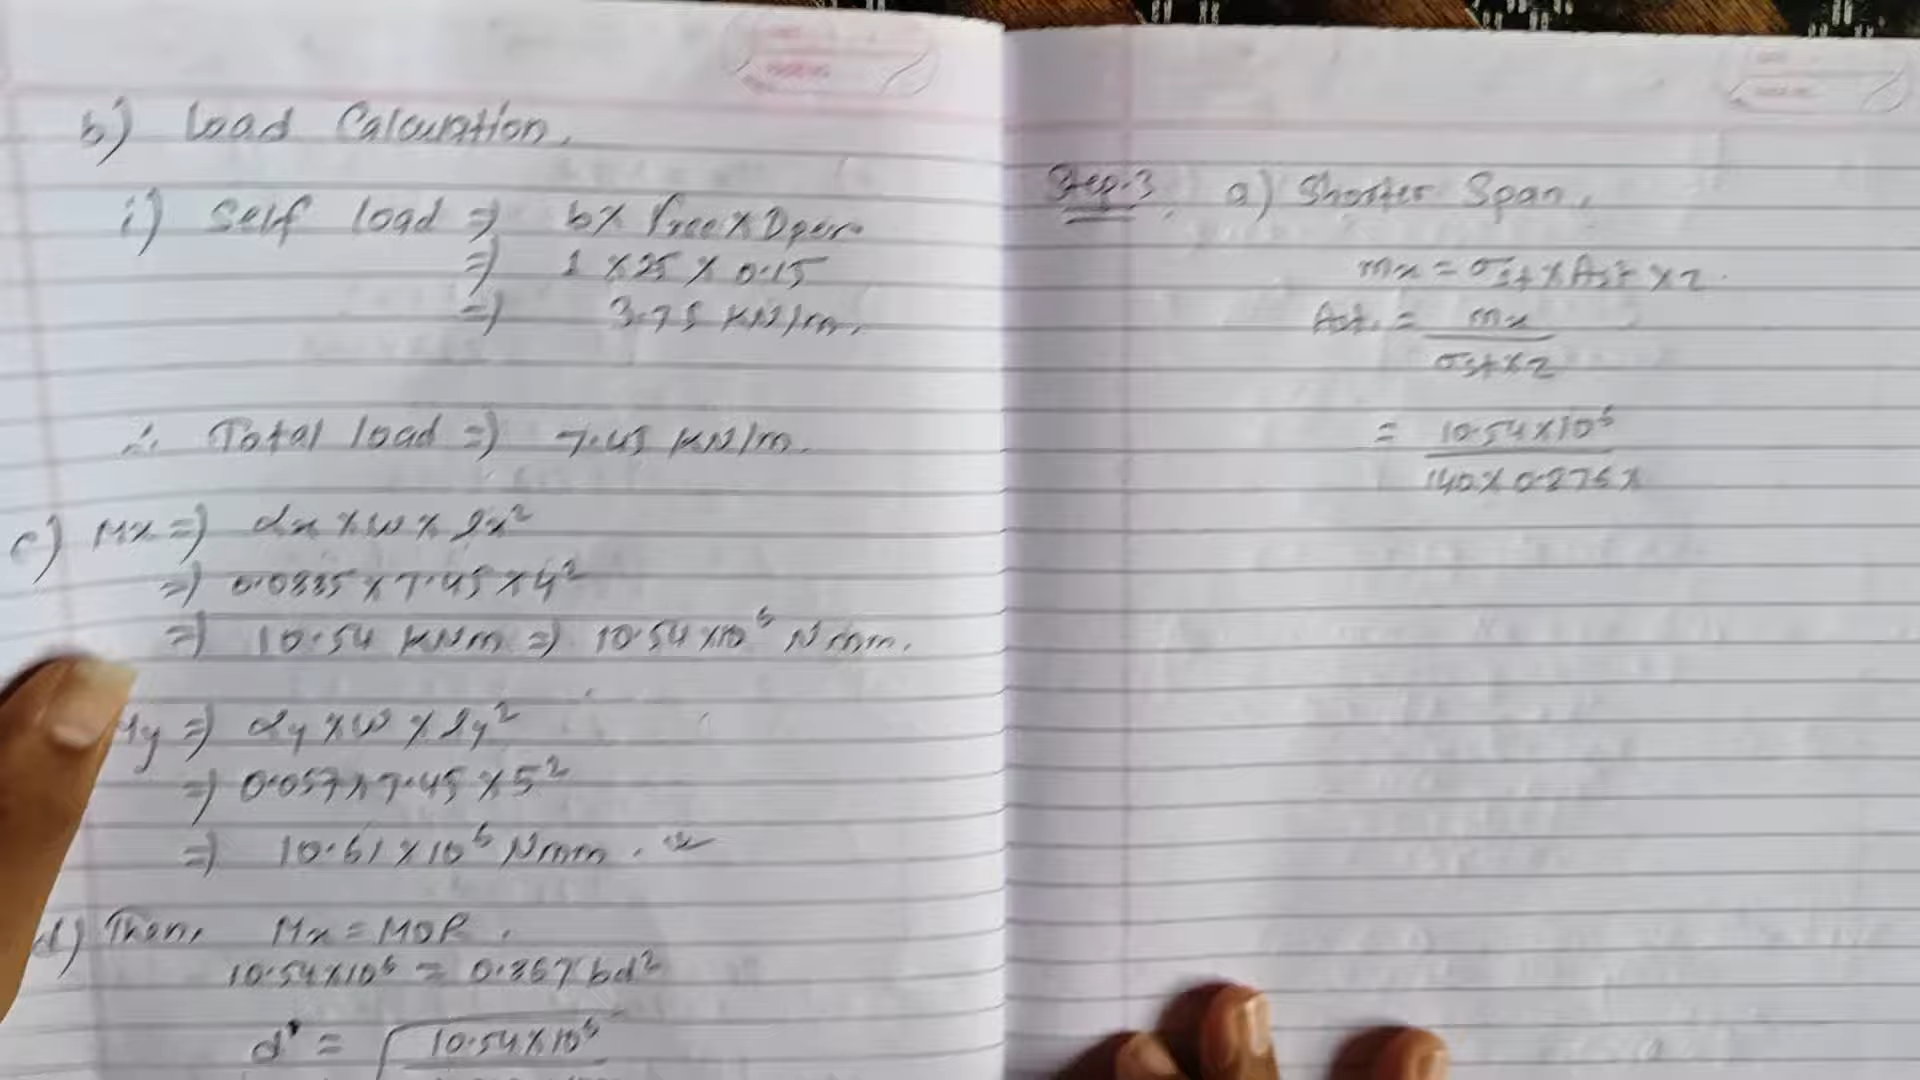 b) Load Calculation.
i) Self load => b x γrcc x Dpro.
=> 1 x 25 x 0.15
=> 3.75 KN/m.
∴ Total load => 7.45 KN/m.
c) Mx => αx x w x lx²
=> 0.0885 x 7.45 x 4²
=> 10.54 KNm => 10.54 x 10⁶ Nmm.
My => αy x w x ly²
=> 0.057 x 7.45 x 5²
=> 10.61 x 10⁶ Nmm.
d) Then, Mx = MOR.
10.54 x 10⁶ = 0.867 bd²
d' = √ 10.54 x 10⁶
Step-3, a) Shorter Span,
mx = σst x Ast x z.
Ast. = mx
σst x z
= 10.54 x 10⁶
140 x 0.876 x